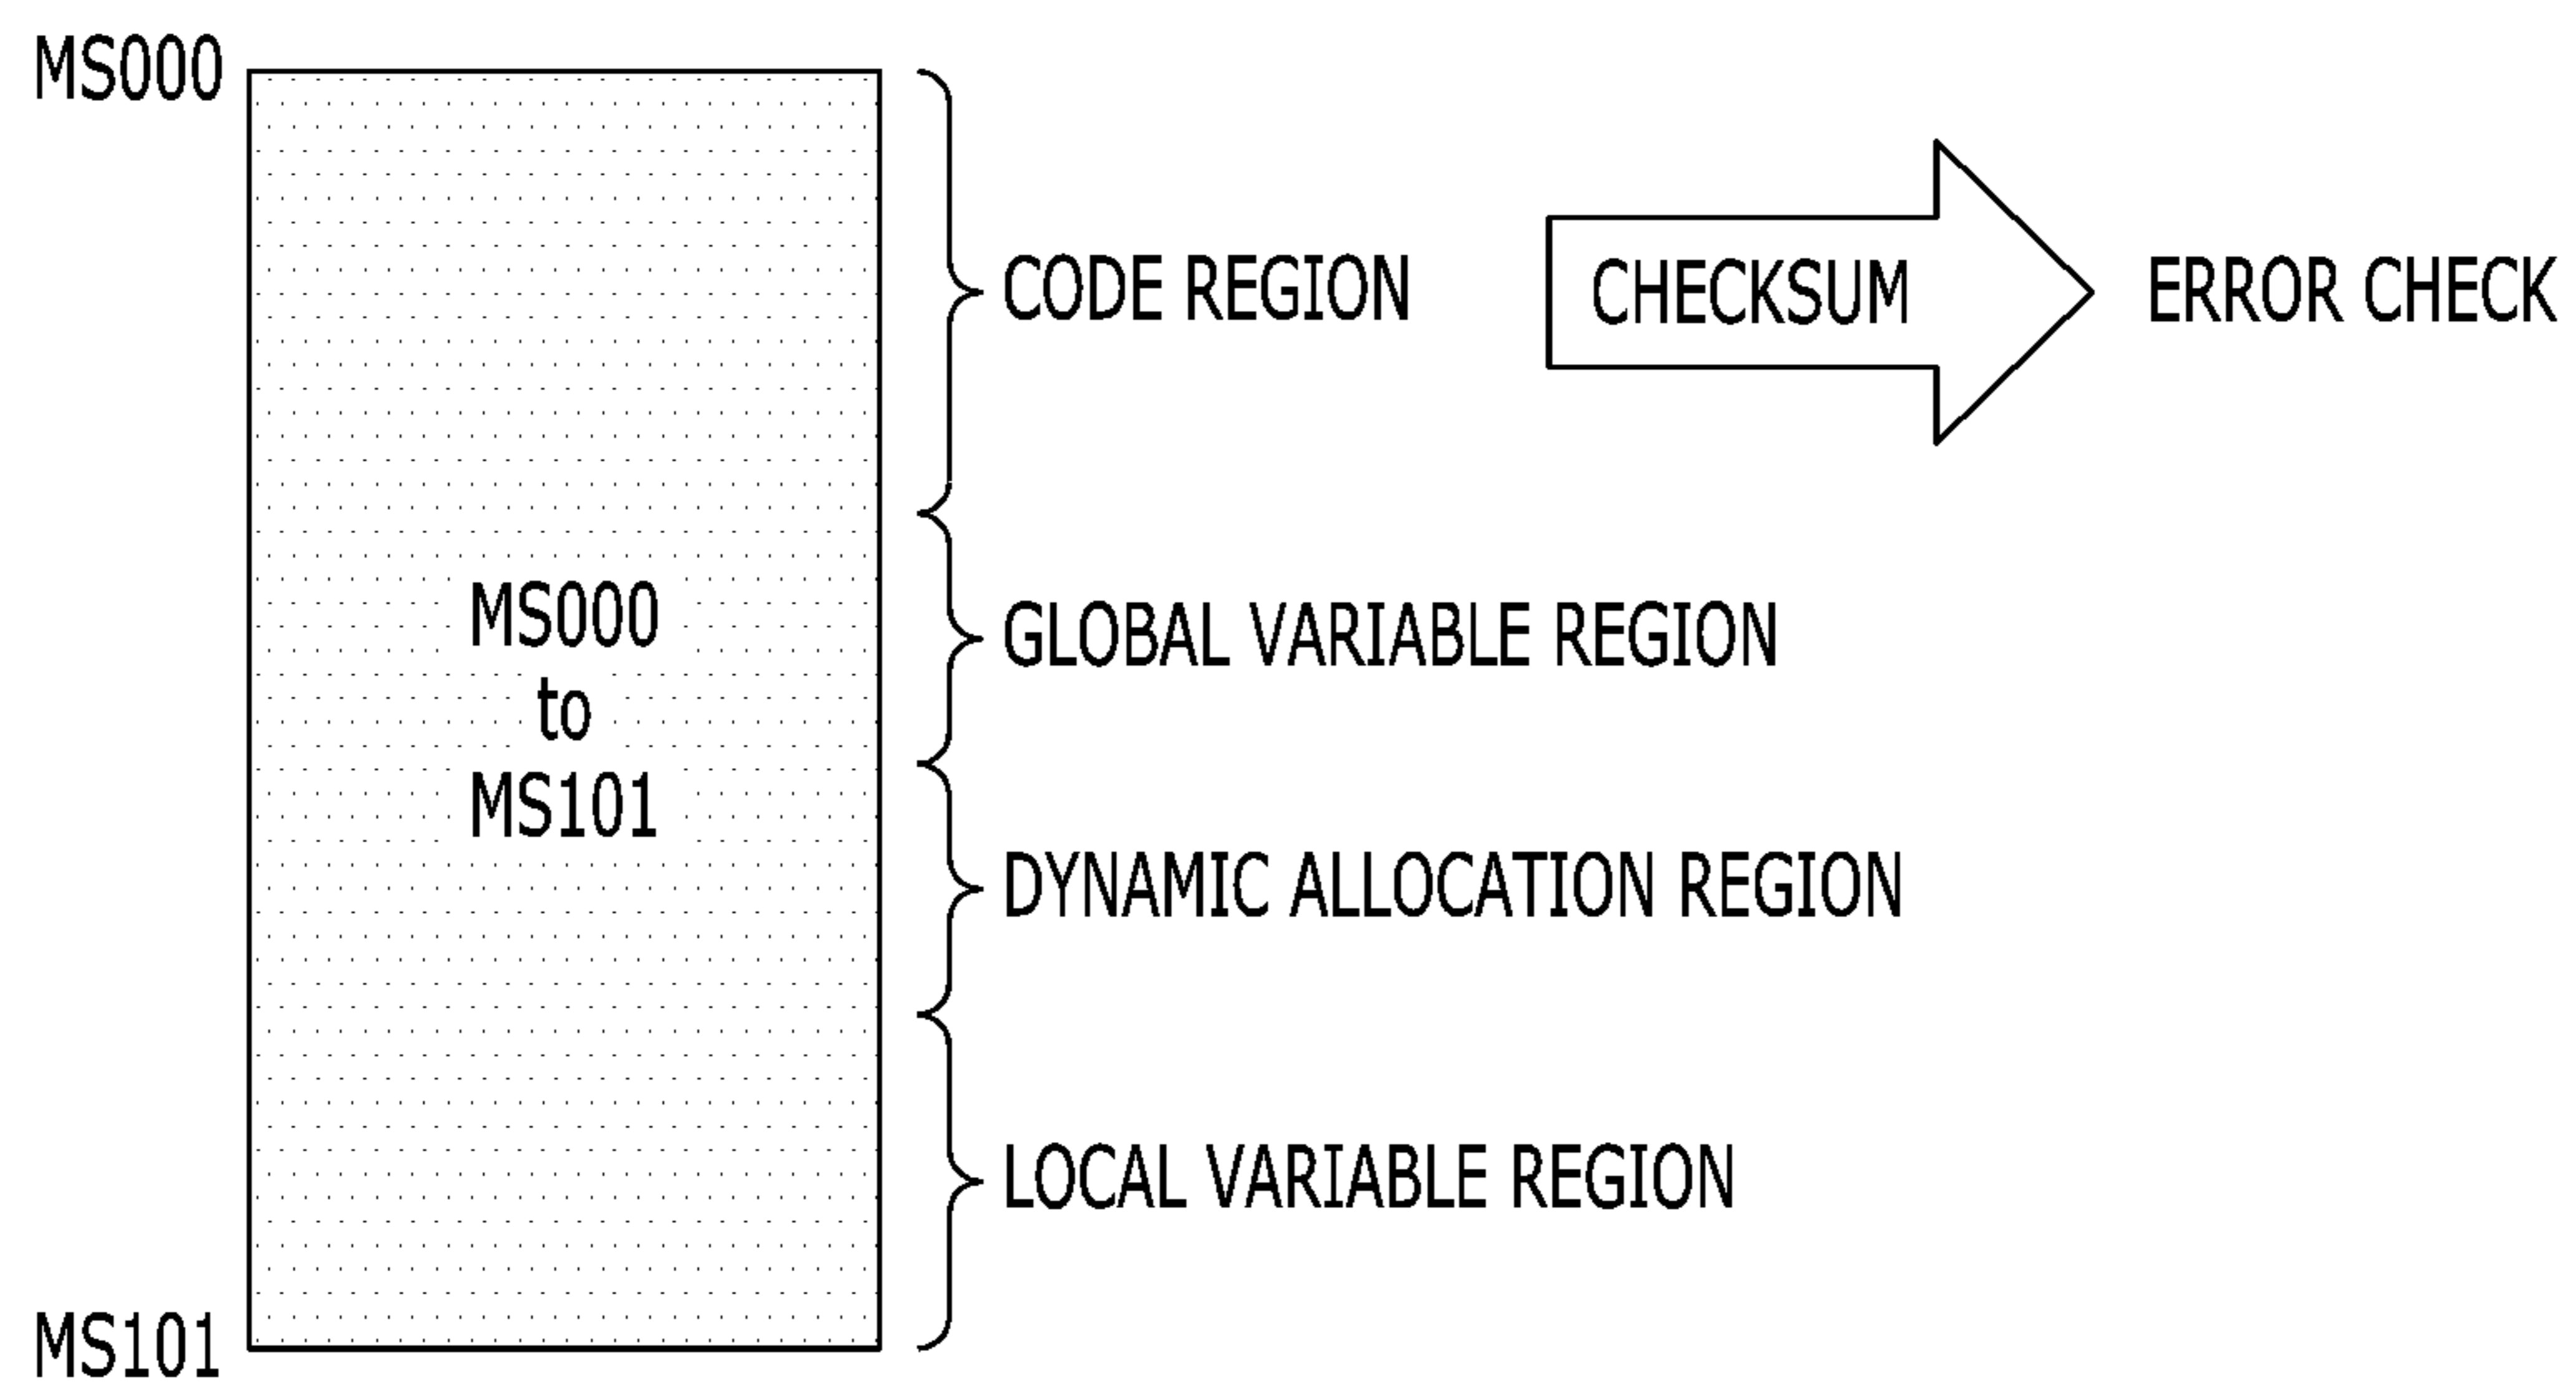 MS000
CODE REGION
CHECKSUM
ERROR CHECK
MS000
to
MS101
GLOBAL VARIABLE REGION
DYNAMIC ALLOCATION REGION
LOCAL VARIABLE REGION
MS101